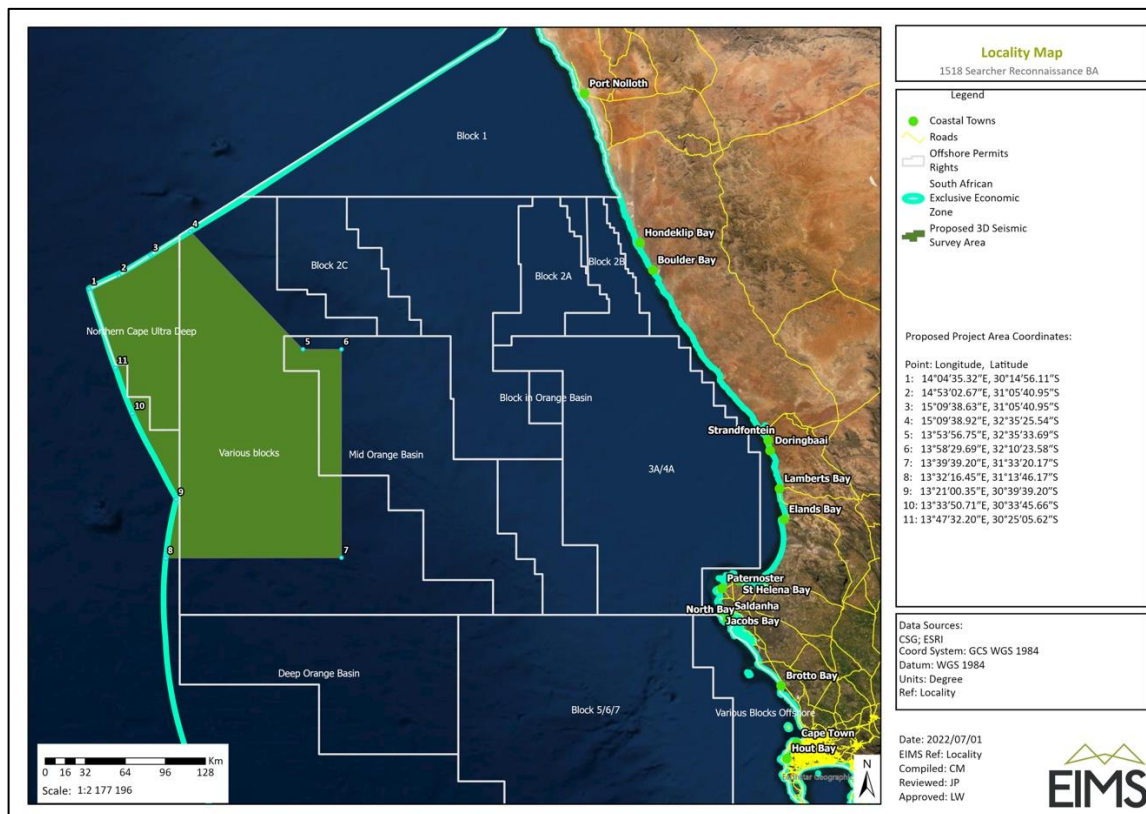 Port Nolloth
Block 1
4
3
2
1
Hondeklip Bay
Block 2C
Block 2A
Block 2B
Boulder Bay
Northern Cape Ultra Deep
5
6
11
10
Block in Orange Basin
Strandfontein
Doringbaai
Various blocks
Mid Orange Basin
3A/4A
Lamberts Bay
9
Elands Bay
8
7
Paternoster
St Helena Bay
North Bay
Saldanha
Jacobs Bay
Deep Orange Basin
Brotto Bay
Block 5/6/7
Various Blocks Offshore
Cape Town
Hout Bay
Km
0 16 32 64 96 128
Scale: 1:2 177 196
N
Locality Map
1518 Searcher Reconnaissance BA
Legend
Coastal Towns
Roads
Offshore Permits
Rights
South African
Exclusive Economic
Zone
Proposed 3D Seismic
Survey Area
Proposed Project Area Coordinates:
Point: Longitude, Latitude
1: 14°04'35.32"E, 30°14'56.11"S
2: 14°53'02.67"E, 31°05'40.95"S
3: 15°09'38.63"E, 31°05'40.95"S
4: 15°09'38.92"E, 32°35'25.54"S
5: 13°53'56.75"E, 32°35'33.69"S
6: 13°58'29.69"E, 32°10'23.58"S
7: 13°39'39.20"E, 31°33'20.17"S
8: 13°32'16.45"E, 31°13'46.17"S
9: 13°21'00.35"E, 30°39'39.20"S
10: 13°33'50.71"E, 30°33'45.66"S
11: 13°47'32.20"E, 30°25'05.62"S
Data Sources:
CSG; ESRI
Coord System: GCS WGS 1984
Datum: WGS 1984
Units: Degree
Ref: Locality
Date: 2022/07/01
EIMS Ref: Locality
Compiled: CM
Reviewed: JP
Approved: LW
EIMS